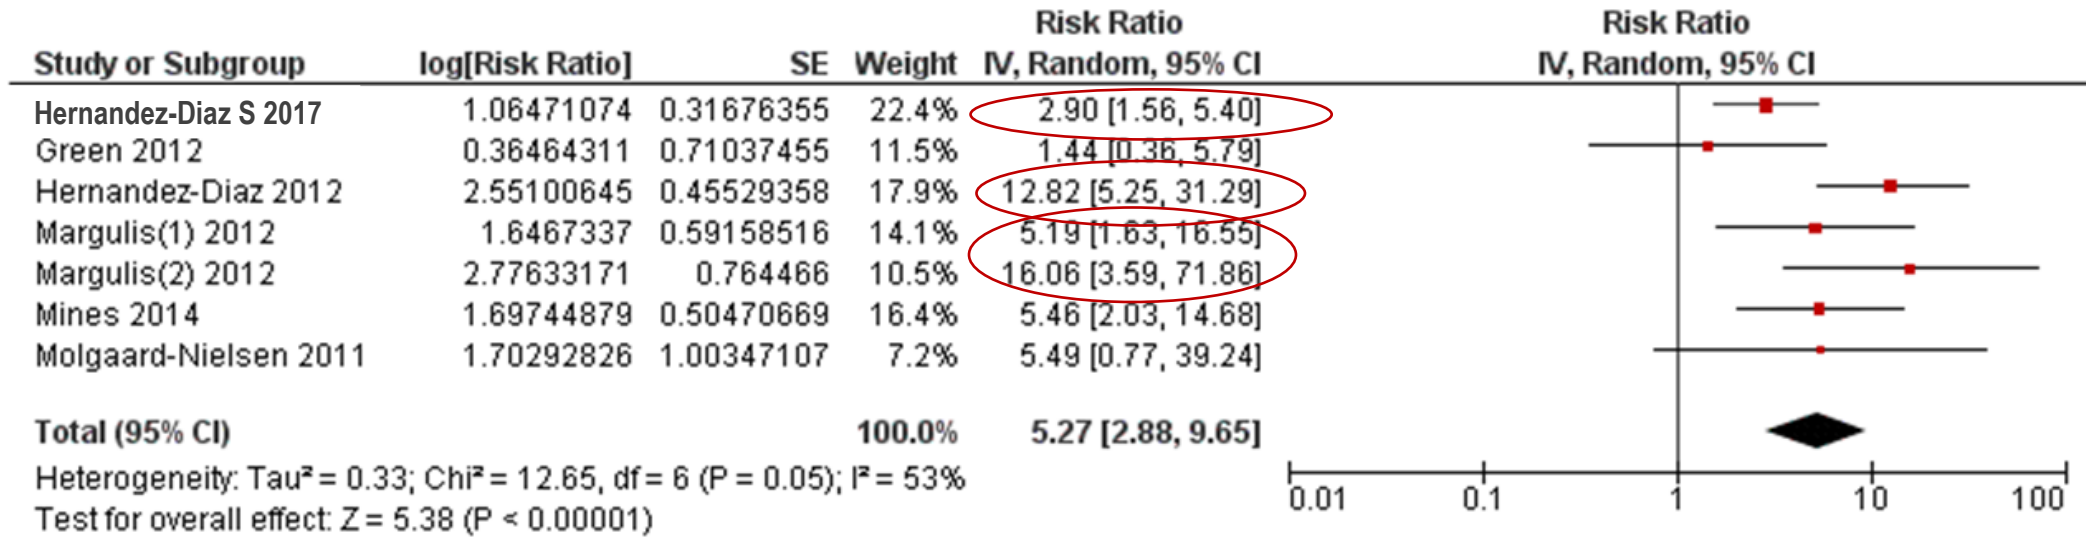 Risk Ratio Risk Ratio
Study or Subgroup log[Risk Ratio] SE Weight IV, Random, 95% CI IV, Random, 95% CI
Hernandez-Diaz S 2017 1.06471074 0.31676355 22.4% 2.90 [1.56, 5.40]
Green 2012 0.36464311 0.71037455 11.5% 1.44 [0.36, 5.79]
Hernandez-Diaz 2012 2.55100645 0.45529358 17.9% 12.82 [5.25, 31.29]
Margulis(1) 2012 1.6467337 0.59158516 14.1% 5.19 [1.63, 16.55]
Margulis(2) 2012 2.77633171 0.764466 10.5% 16.06 [3.59, 71.86]
Mines 2014 1.69744879 0.50470669 16.4% 5.46 [2.03, 14.68]
Molgaard-Nielsen 2011 1.70292826 1.00347107 7.2% 5.49 [0.77, 39.24]
Total (95% CI) 100.0% 5.27 [2.88, 9.65]
Heterogeneity: Tau² = 0.33; Chi² = 12.65, df = 6 (P = 0.05); I² = 53%
Test for overall effect: Z = 5.38 (P < 0.00001)
0.01 0.1 1 10 100